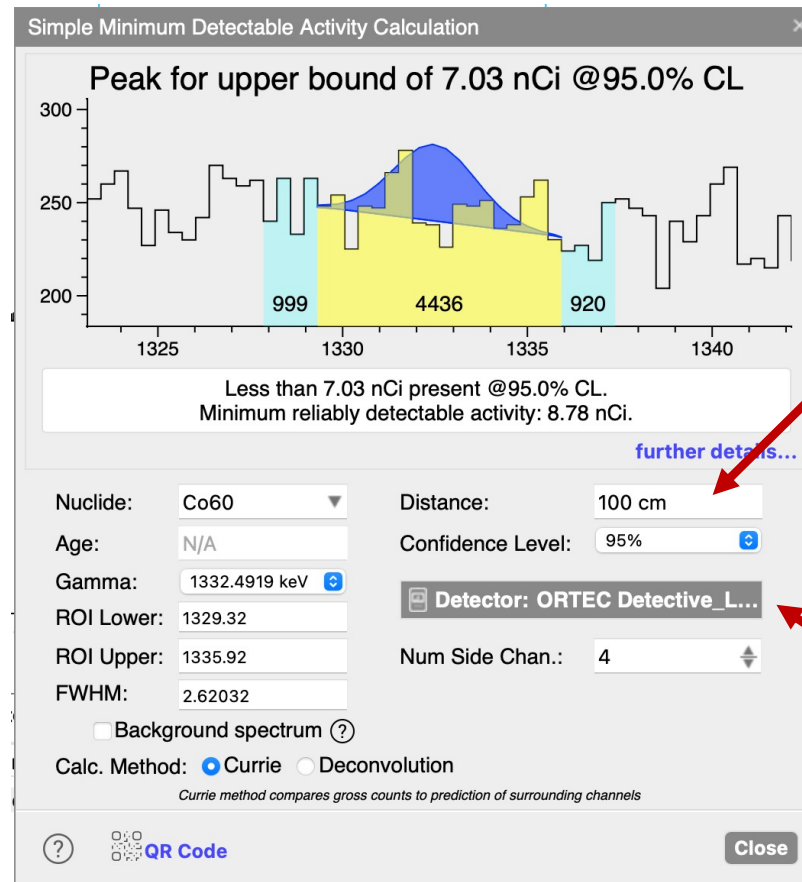 Simple Minimum Detectable Activity Calculation
Peak for upper bound of 7.03 nCi @95.0% CL
300
250
200
999 4436 920
1325 1330 1335 1340
Less than 7.03 nCi present @95.0% CL.
Minimum reliably detectable activity: 8.78 nCi.
further details...
Nuclide: Co60 Distance: 100 cm
Age: N/A Confidence Level: 95%
Gamma: 1332.4919 keV
Detector: ORTEC Detective_L...
ROI Lower: 1329.32
ROI Upper: 1335.92 Num Side Chan.: 4
FWHM: 2.62032
Background spectrum ?
Calc. Method: Currie Deconvolution
Currie method compares gross counts to prediction of surrounding channels
? QR Code Close